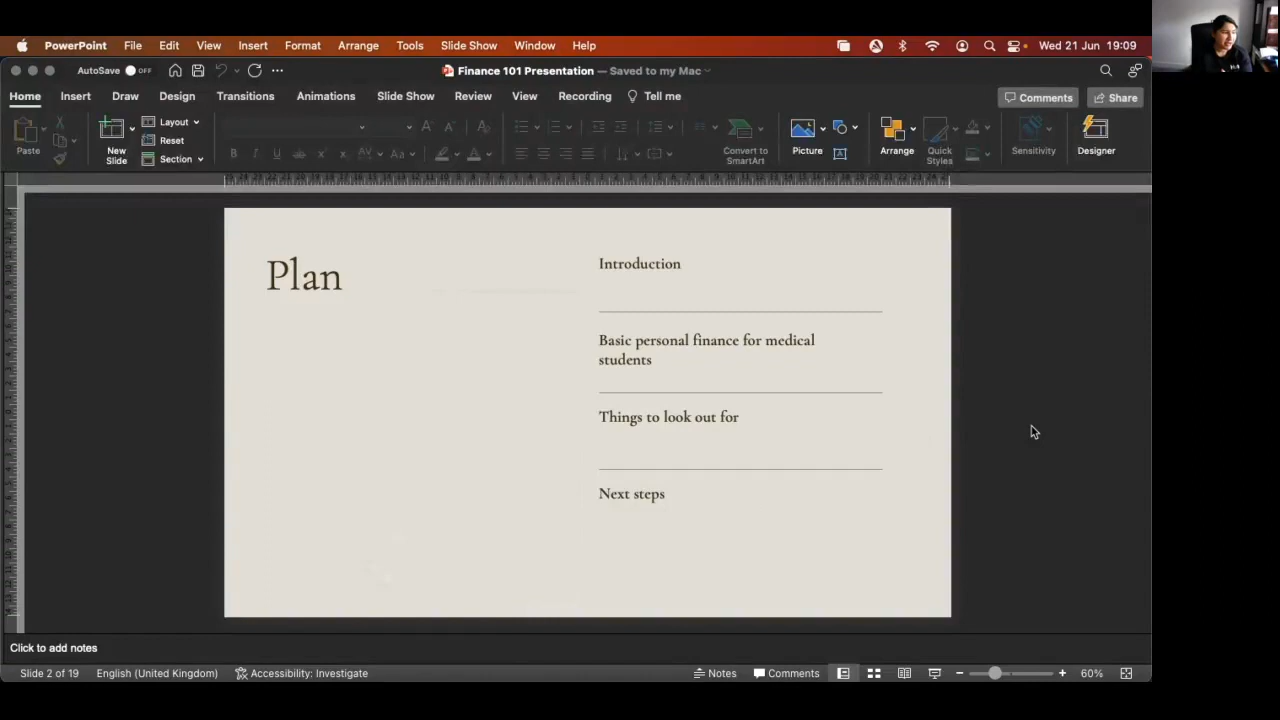 PowerPoint File Edit View Insert Format Arrange Tools Slide Show Window Help Wed 21 Jun 19:09
AutoSave OFF Finance 101 Presentation — Saved to my Mac
Home Insert Draw Design Transitions Animations Slide Show Review View Recording Tell me Comments Share
Paste New Slide Layout Reset Section Convert to SmartArt Picture Arrange Quick Styles Sensitivity Designer
Plan
Introduction
Basic personal finance for medical
students
Things to look out for
Next steps
Click to add notes
Slide 2 of 19 English (United Kingdom) Accessibility: Investigate Notes Comments 60%